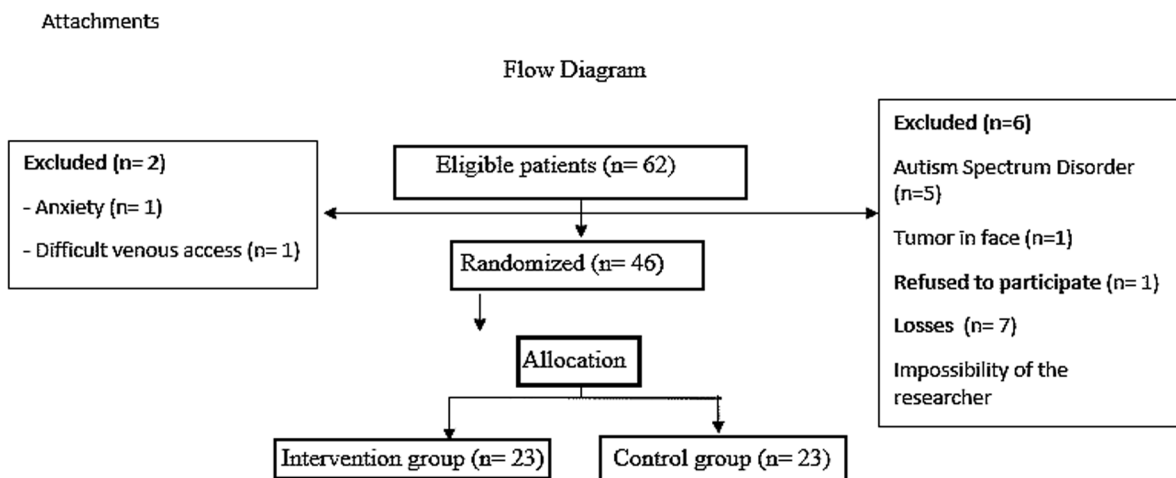 Attachments
Flow Diagram
Excluded (n= 2)
- Anxiety (n= 1)
- Difficult venous access (n= 1)
Eligible patients (n= 62)
Excluded (n=6)
Autism Spectrum Disorder
(n=5)
Tumor in face (n=1)
Refused to participate (n= 1)
Losses (n= 7)
Impossibility of the
researcher
Randomized (n= 46)
Allocation
Intervention group (n= 23)
Control group (n= 23)